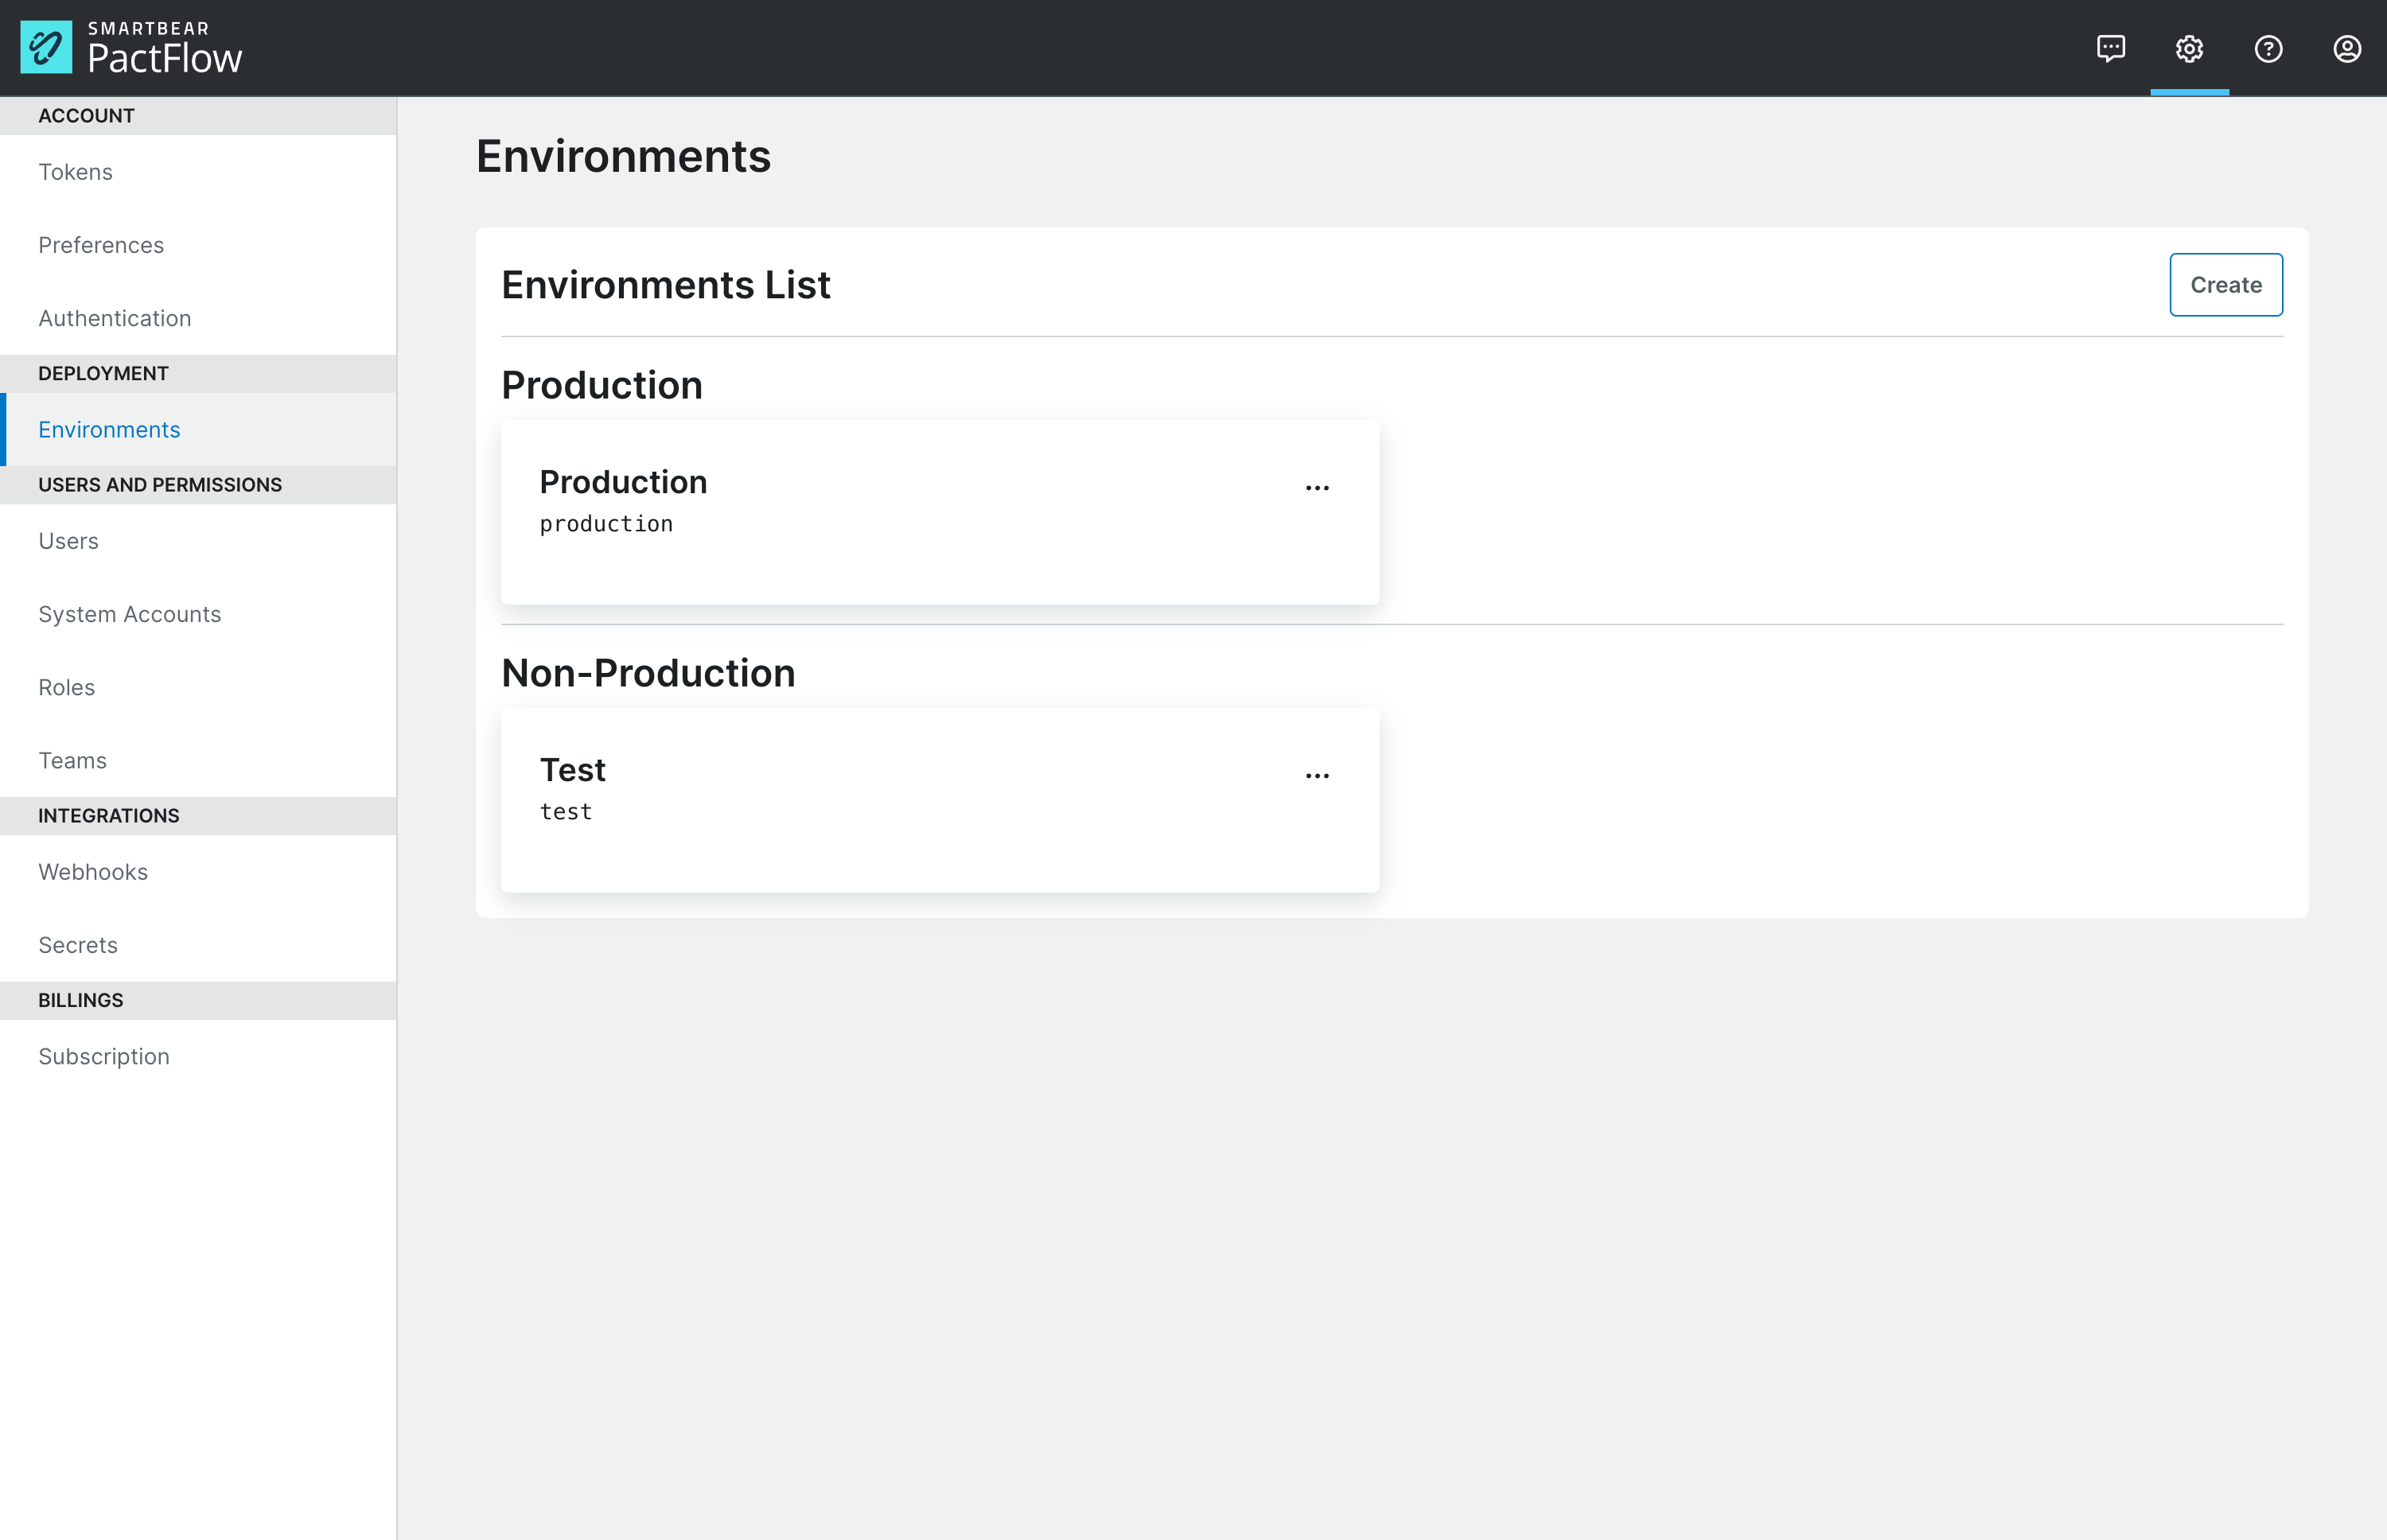 SMARTBEAR
PactFlow
ACCOUNT
Tokens
Preferences
Authentication
DEPLOYMENT
Environments
USERS AND PERMISSIONS
Users
System Accounts
Roles
Teams
INTEGRATIONS
Webhooks
Secrets
BILLINGS
Subscription
Environments
Environments List
Create
Production
Production
...
production
Non-Production
Test
...
test